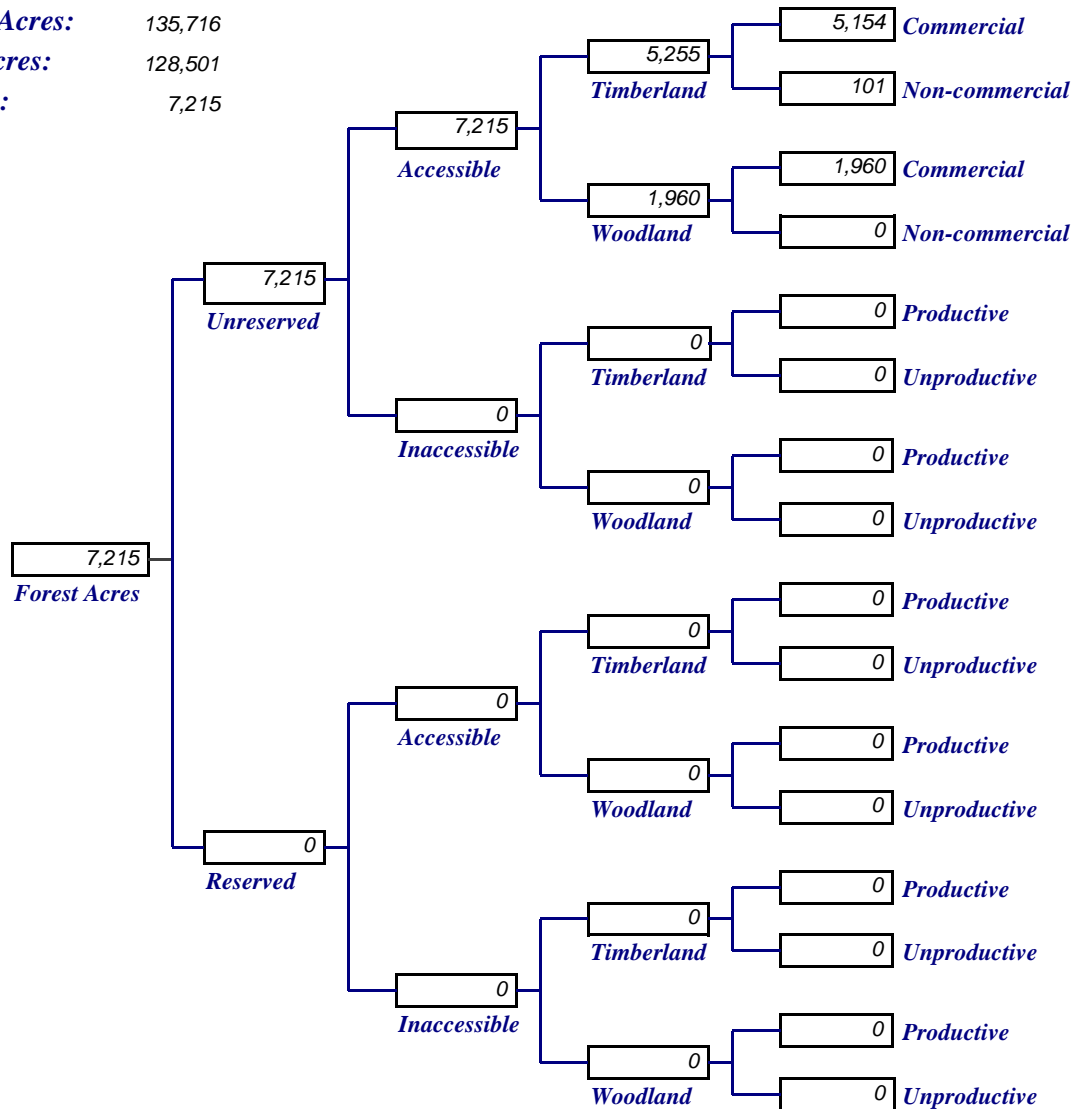 Acres: 135,716
5,154 Commercial
cres: 128,501
5,255
Timberland
: 7,215
101 Non-commercial
7,215
Accessible
1,960 Commercial
1,960
Woodland
0 Non-commercial
7,215
Unreserved
0 Productive
0
Timberland
0 Unproductive
0
Inaccessible
0 Productive
0
Woodland
0 Unproductive
7,215
Forest Acres
0 Productive
0
Timberland
0 Unproductive
0
Accessible
0 Productive
0
Woodland
0 Unproductive
0
Reserved
0 Productive
0
Timberland
0 Unproductive
0
Inaccessible
0 Productive
0
Woodland
0 Unproductive